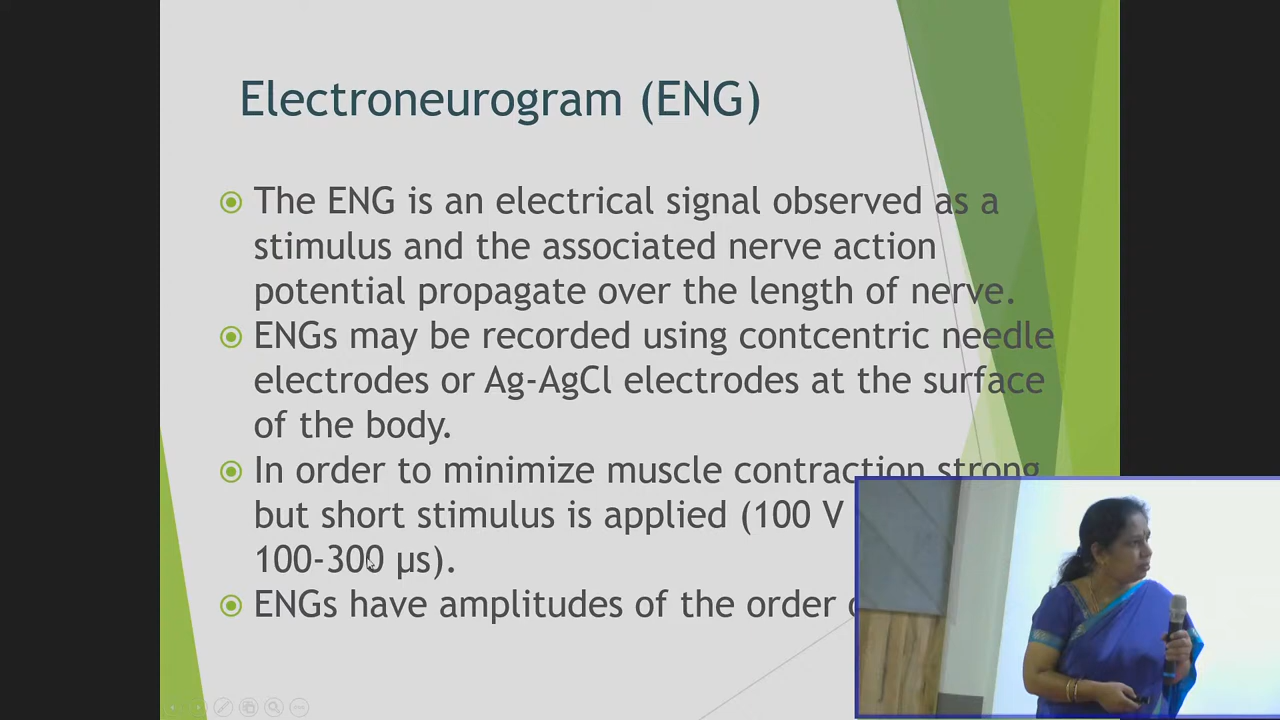 Electroneurogram (ENG)
The ENG is an electrical signal observed as a
stimulus and the associated nerve action
potential propagate over the length of nerve.
ENGs may be recorded using contcentric needle
electrodes or Ag-AgCl electrodes at the surface
of the body.
In order to minimize muscle contraction strong
but short stimulus is applied (100 V
100-300 µs).
ENGs have amplitudes of the order